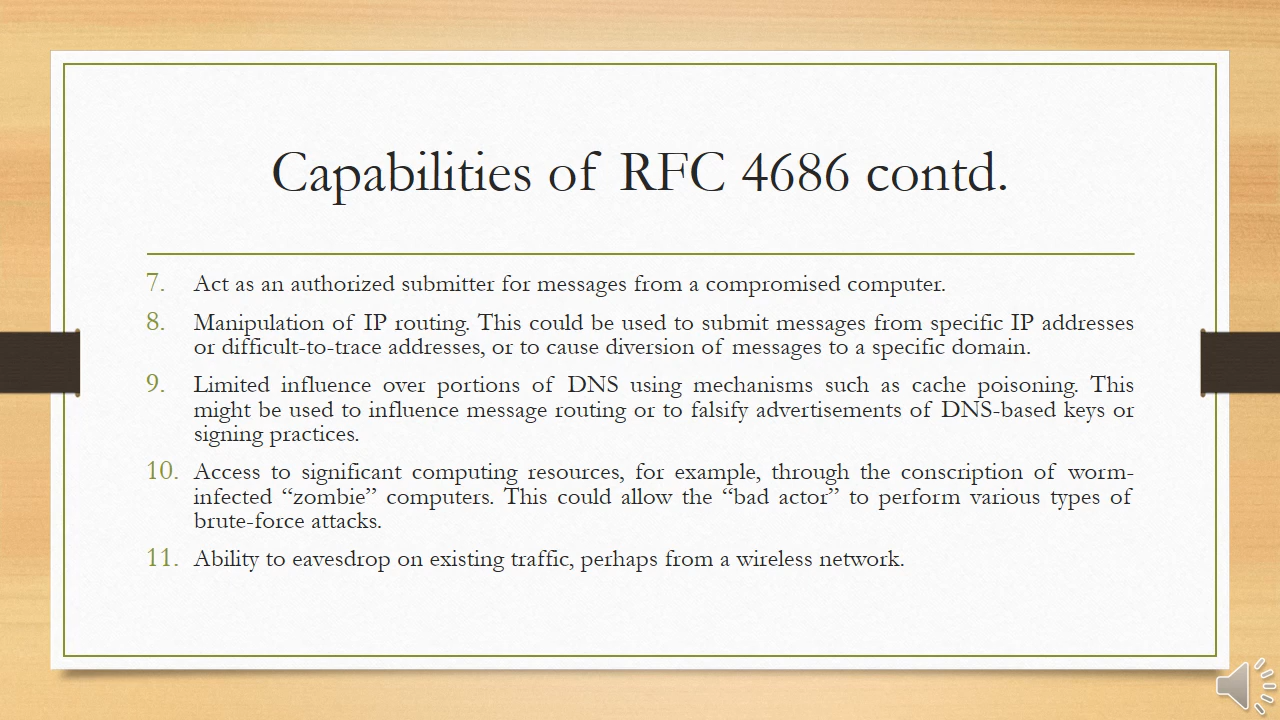 Capabilities of RFC 4686 contd.
7. Act as an authorized submitter for messages from a compromised computer.
8. Manipulation of IP routing. This could be used to submit messages from specific IP addresses
or difficult-to-trace addresses, or to cause diversion of messages to a specific domain.
9. Limited influence over portions of DNS using mechanisms such as cache poisoning. This
might be used to influence message routing or to falsify advertisements of DNS-based keys or
signing practices.
10. Access to significant computing resources, for example, through the conscription of worm-
infected “zombie” computers. This could allow the “bad actor” to perform various types of
brute-force attacks.
11. Ability to eavesdrop on existing traffic, perhaps from a wireless network.